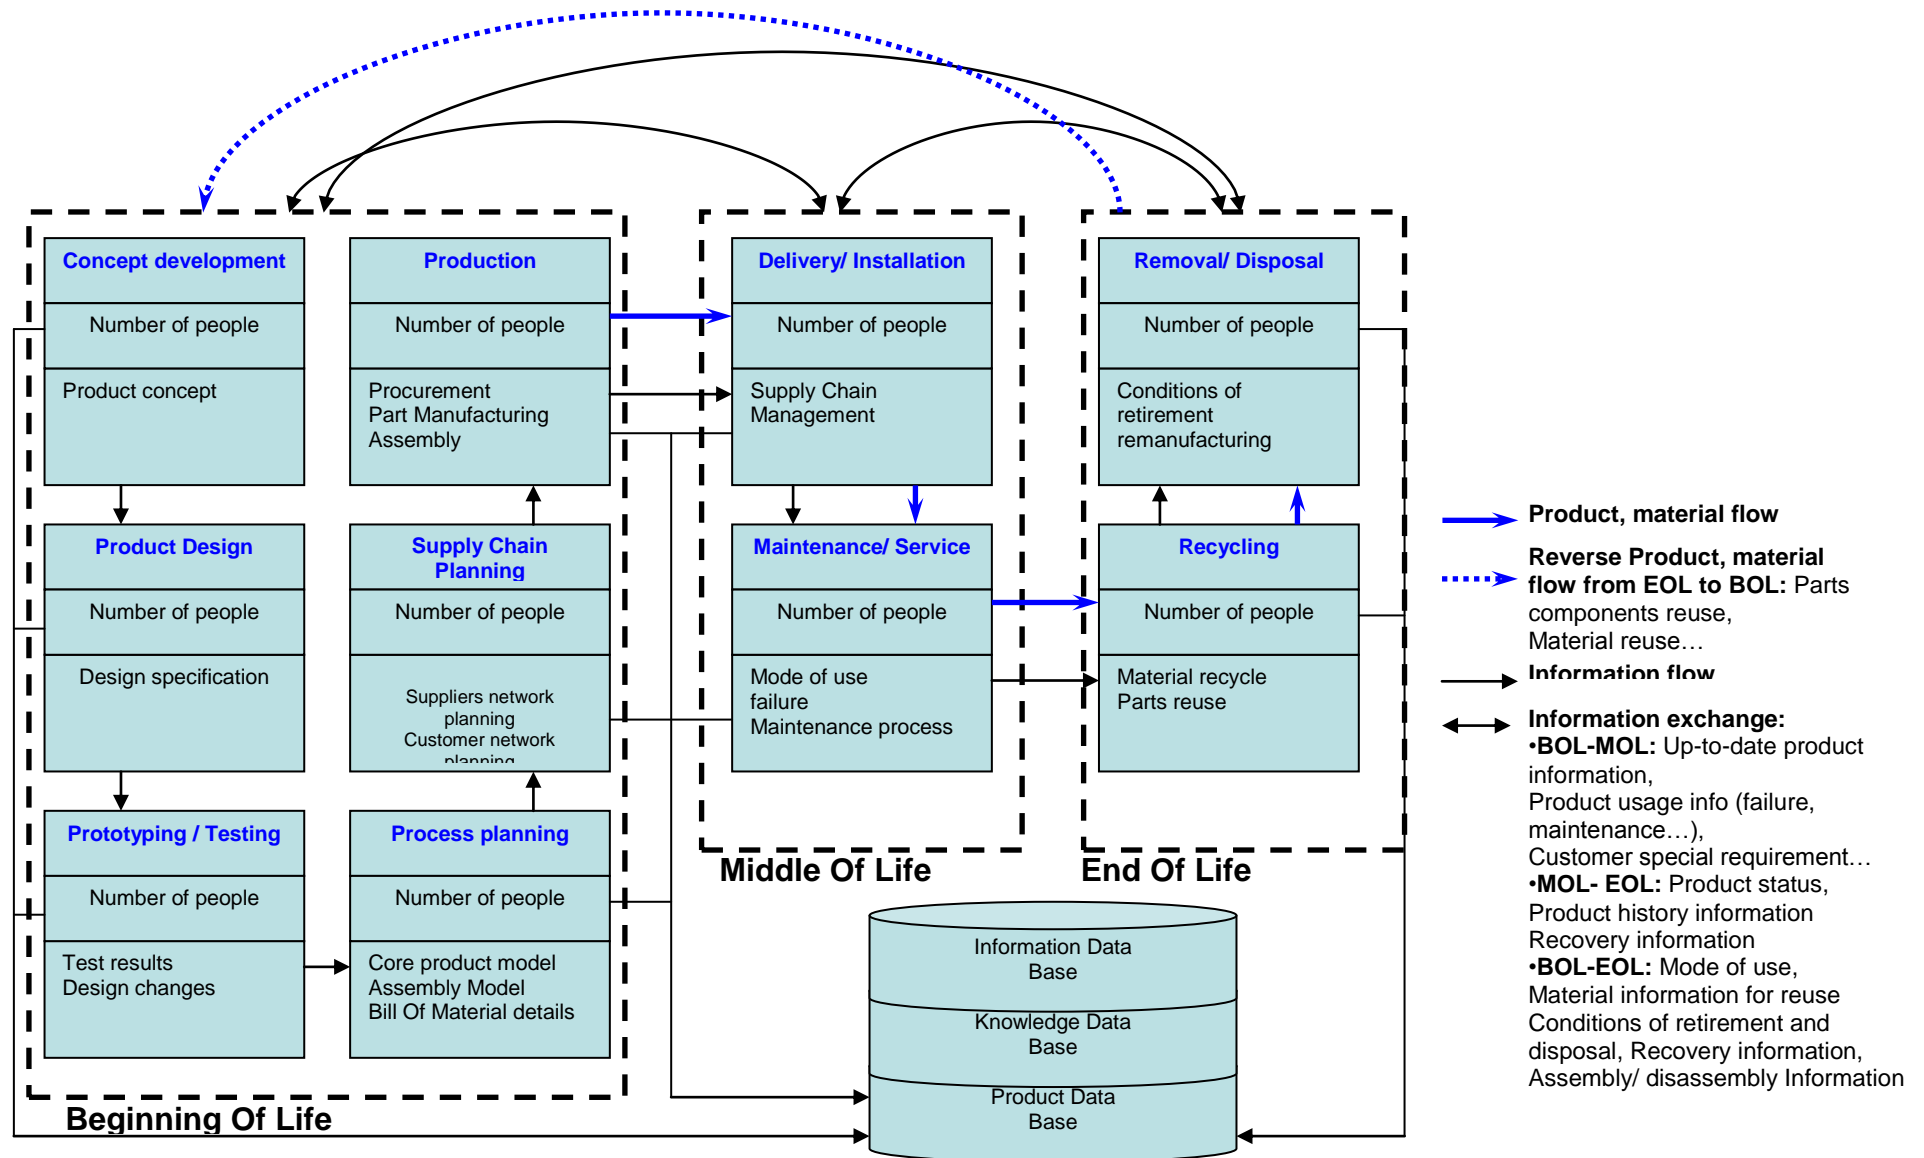 Concept development
Number of people
Product concept
Product Design
Number of people
Design specification
Prototyping / Testing
Number of people
Test results
Design changes
Production
Number of people
Procurement
Part Manufacturing
Assembly
Supply Chain
Planning
Number of people
Suppliers network
planning
Customer network
planning
Process planning
Number of people
Core product model
Assembly Model
Bill Of Material details
Beginning Of Life
Delivery/ Installation
Number of people
Supply Chain
Management
Maintenance/ Service
Number of people
Mode of use
failure
Maintenance process
Middle Of Life
Removal/ Disposal
Number of people
Conditions of
retirement
remanufacturing
Recycling
Number of people
Material recycle
Parts reuse
End Of Life
Information Data
Base
Knowledge Data
Base
Product Data
Base
Product, material flow
Reverse Product, material
flow from EOL to BOL: Parts
components reuse,
Material reuse…
Information flow
Information exchange:
•BOL-MOL: Up-to-date product
information,
Product usage info (failure,
maintenance…),
Customer special requirement…
•MOL- EOL: Product status,
Product history information
Recovery information
•BOL-EOL: Mode of use,
Material information for reuse
Conditions of retirement and
disposal, Recovery information,
Assembly/ disassembly Information